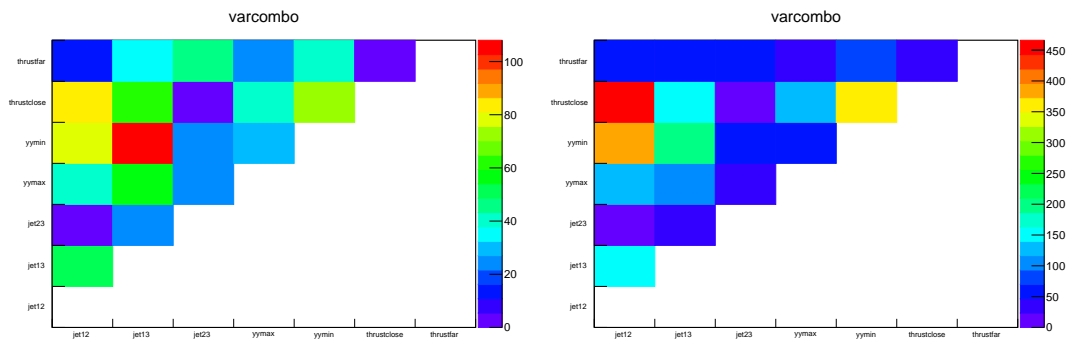 varcombo
thrustfar
thrustclose
yymin
yymax
jet23
jet13
jet12
jet12 jet13 jet23 yymax yymin thrustclose thrustfar
100
80
60
40
20
0
varcombo
thrustfar
thrustclose
yymin
yymax
jet23
jet13
jet12
jet12 jet13 jet23 yymax yymin thrustclose thrustfar
450
400
350
300
250
200
150
100
50
0